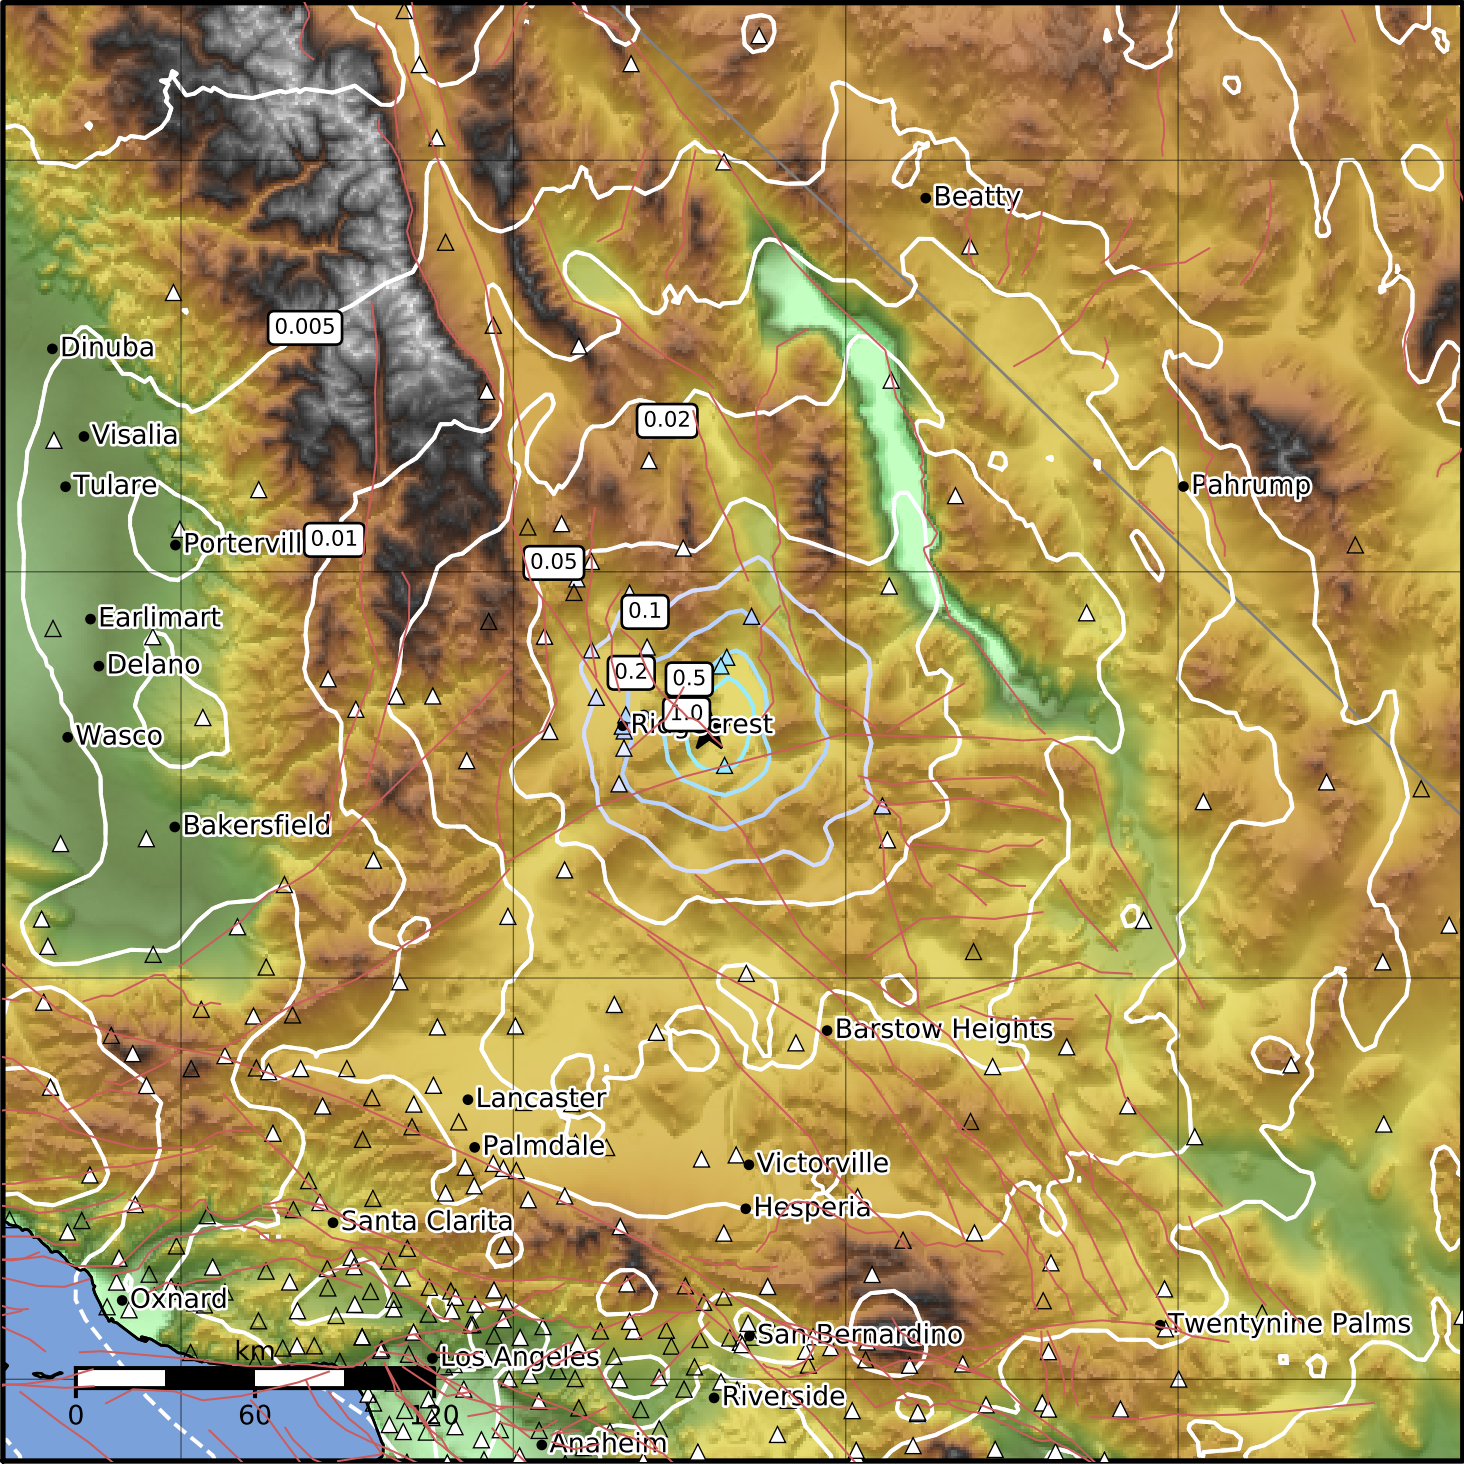 Beatty
0.005
Dinuba
0.02
Visalia
Tulare
Pahrump
0.01
Portervill
0.05
0.1
Earlimart
Delano
0.2
0.5
1.0
Ridgecrest
Wasco
Bakersfield
Barstow Heights
Lancaster
Palmdale
Victorville
Hesperia
Santa Clarita
Oxnard
Twentynine Palms
San Bernardino
km
Los Angeles
Riverside
0 60 120
Anaheim